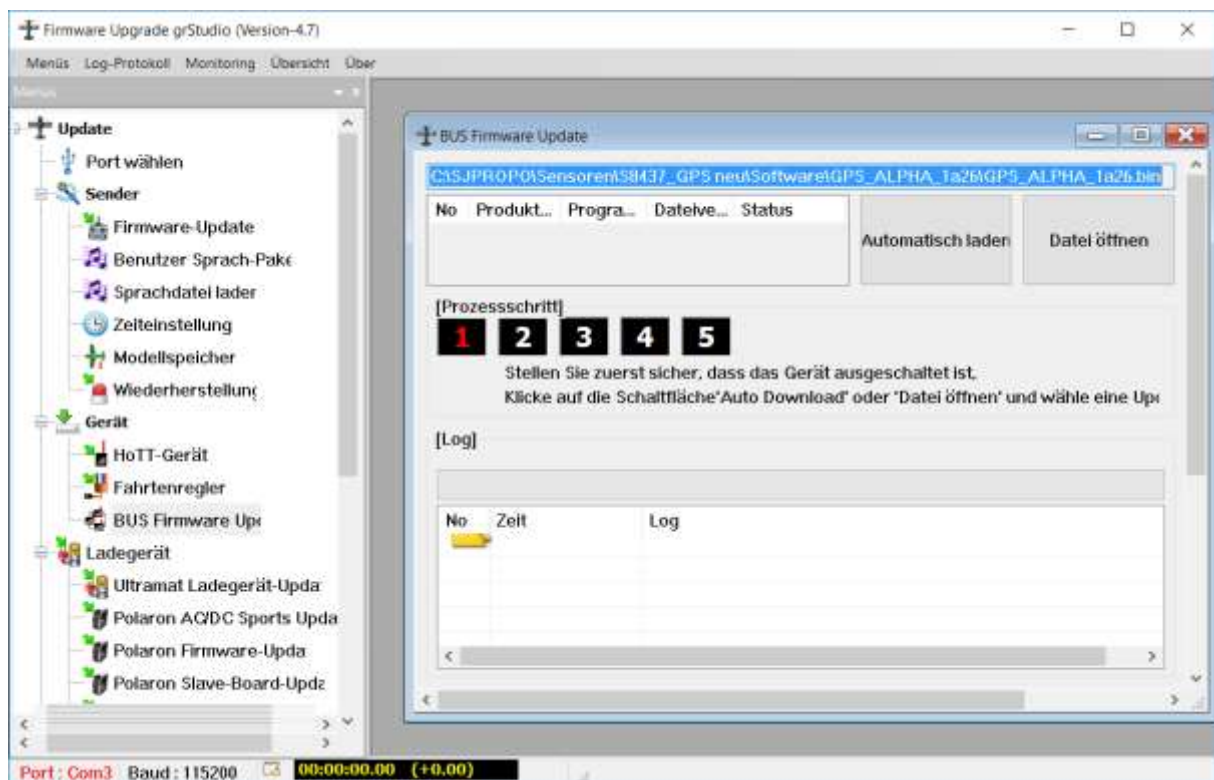 Firmware Upgrade grStudio (Version-4.7)
Menüs Log-Protokoll Monitoring Übersicht Über
Menüs
Update
Port wählen
Sender
Firmware-Update
Benutzer Sprach-Pake
Sprachdatei lader
Zeiteinstellung
Modellspeicher
Wiederherstellung
Gerät
HoTT-Gerät
Fahrtenregler
BUS Firmware Upd
Ladegerät
Ultramat Ladegerät-Upda
Polaron AC/DC Sports Upda
Polaron Firmware-Upda
Polaron Slave-Board-Upda
BUS Firmware Update
C:\SJPROPO\Sensoren\S8437_GPS neu\Software\GPS_ALPHA_1a26\GPS_ALPHA_1a26.bin
No Produkt... Progra... Dateive... Status
Automatisch laden
Datei öffnen
[Prozessschritt]
1 2 3 4 5
Stellen Sie zuerst sicher, dass das Gerät ausgeschaltet ist,
Klicke auf die Schaltfläche'Auto Download' oder 'Datei öffnen' und wähle eine Upd
[Log]
No Zeit Log
Port : Com3 Baud : 115200 00:00:00.00 (+0.00)